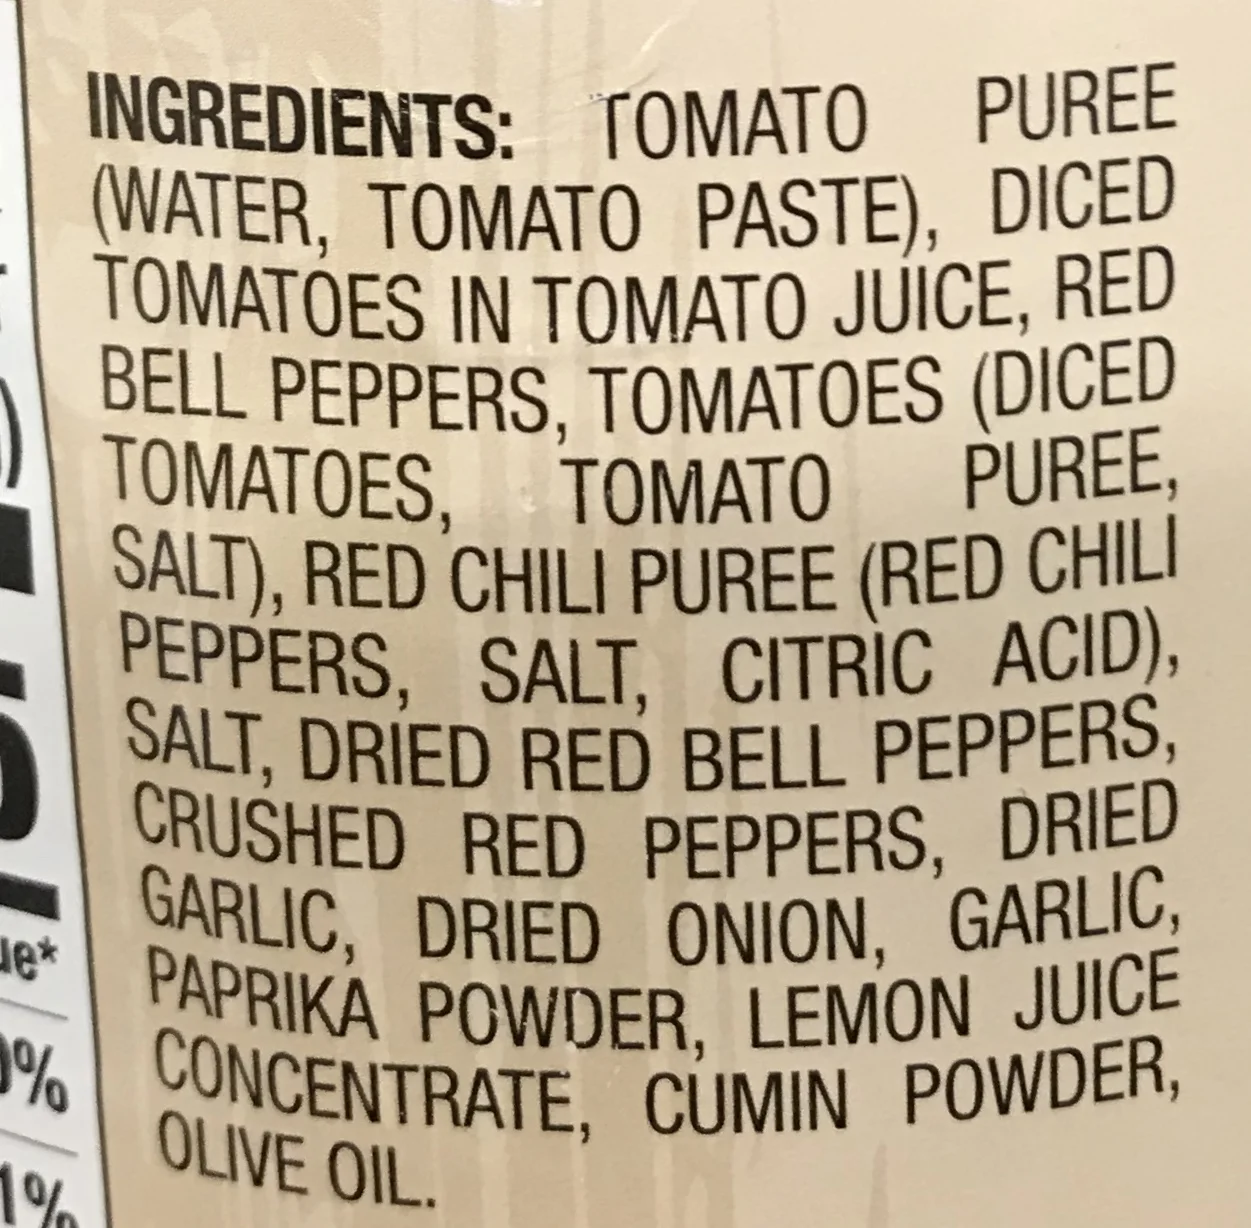 INGREDIENTS: TOMATO PUREE
(WATER, TOMATO PASTE), DICED
TOMATOES IN TOMATO JUICE, RED
BELL PEPPERS, TOMATOES (DICED
TOMATOES, TOMATO PUREE,
SALT), RED CHILI PUREE (RED CHILI
PEPPERS, SALT, CITRIC ACID),
SALT, DRIED RED BELL PEPPERS,
CRUSHED RED PEPPERS, DRIED
GARLIC, DRIED ONION, GARLIC,
PAPRIKA POWDER, LEMON JUICE
CONCENTRATE, CUMIN POWDER,
OLIVE OIL.